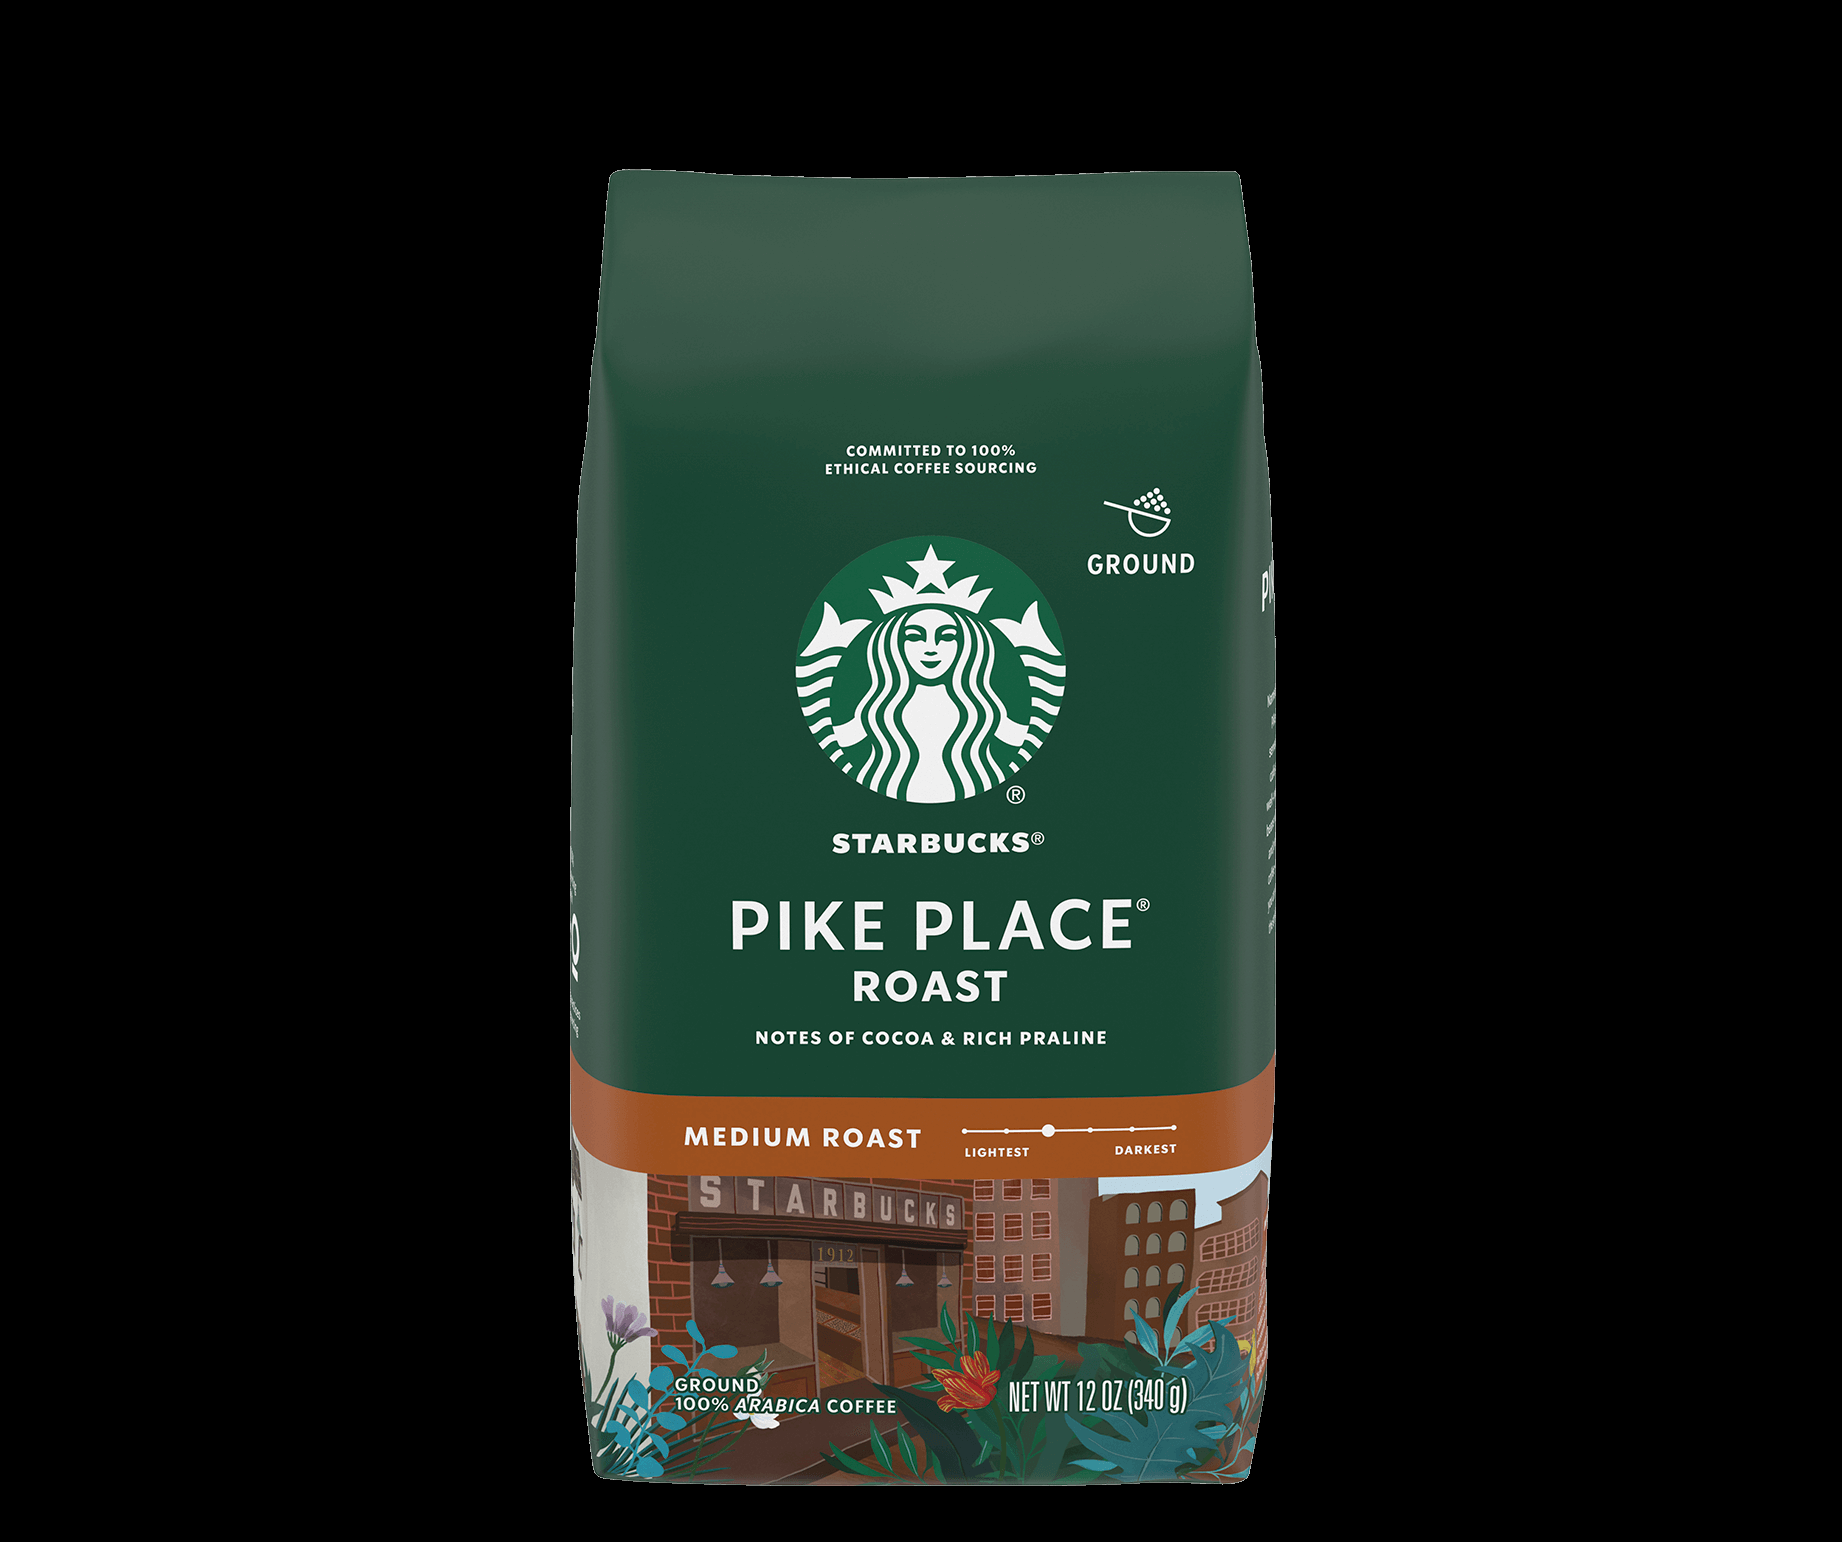 COMMITTED TO 100%
ETHICAL COFFEE SOURCING
GROUND
®
STARBUCKS®
PIKE PLACE®
ROAST
NOTES OF COCOA & RICH PRALINE
MEDIUM ROAST
LIGHTEST DARKEST
STARBUCKS
1912
GROUND
100% ARABICA COFFEE
NET WT 12 OZ (340 g)